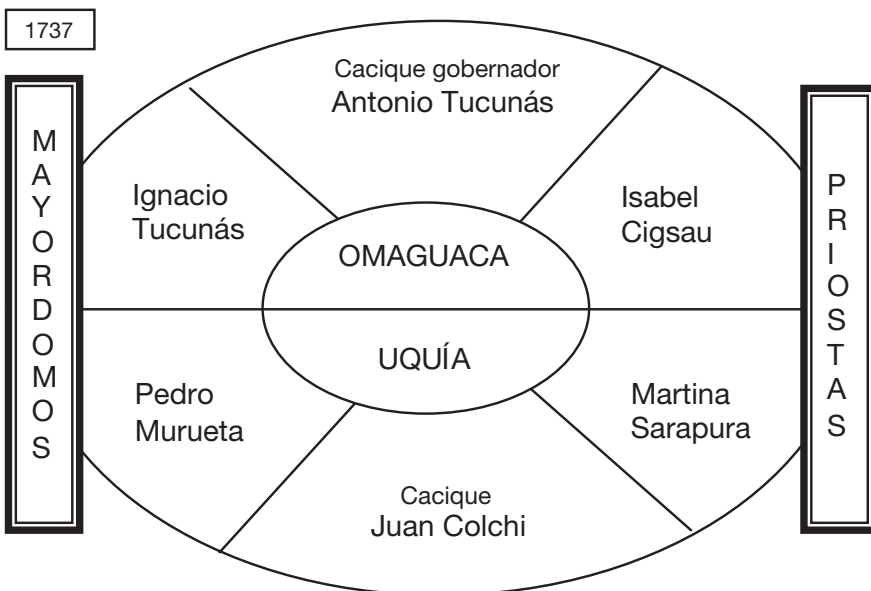 1737
MAYORDOMOS
Cacique gobernador
Antonio Tucunás
Ignacio
Tucunás
Isabel
Cigsau
OMAGUACA
UQUÍA
Pedro
Murueta
Martina
Sarapura
Cacique
Juan Colchi
PRIOSTAS